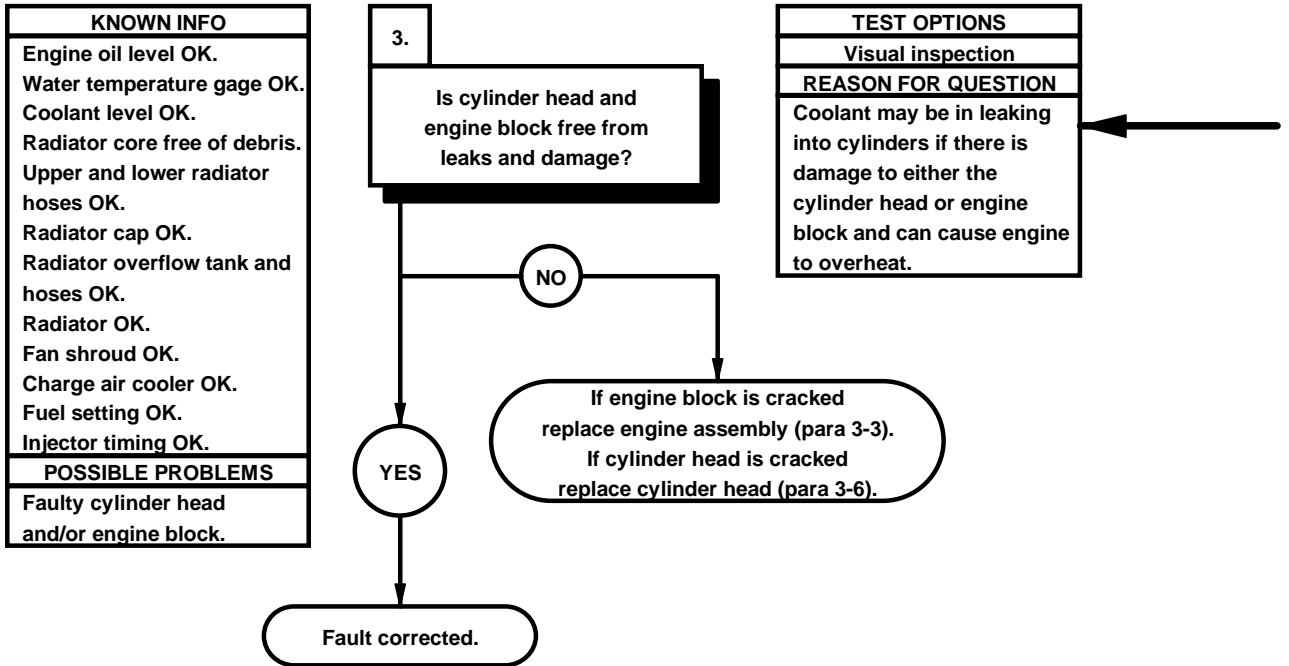 KNOWN INFO
Engine oil level OK.
Water temperature gage OK.
Coolant level OK.
Radiator core free of debris.
Upper and lower radiator
hoses OK.
Radiator cap OK.
Radiator overflow tank and
hoses OK.
Radiator OK.
Fan shroud OK.
Charge air cooler OK.
Fuel setting OK.
Injector timing OK.
POSSIBLE PROBLEMS
Faulty cylinder head
and/or engine block.
3.
Is cylinder head and
engine block free from
leaks and damage?
TEST OPTIONS
Visual inspection
REASON FOR QUESTION
Coolant may be in leaking
into cylinders if there is
damage to either the
cylinder head or engine
block and can cause engine
to overheat.
NO
If engine block is cracked
replace engine assembly (para 3-3).
If cylinder head is cracked
replace cylinder head (para 3-6).
YES
Fault corrected.